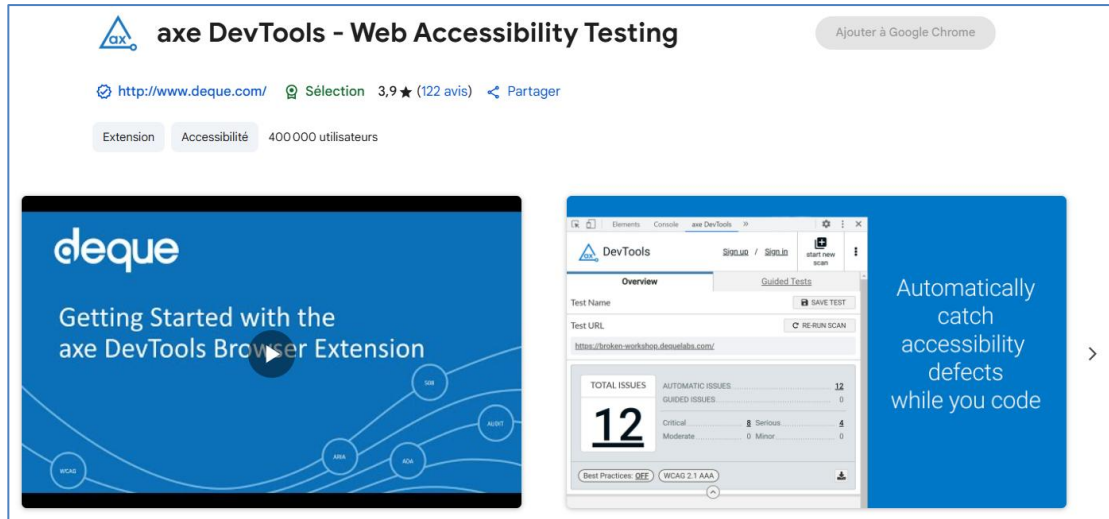 ax
axe DevTools - Web Accessibility Testing
Ajouter à Google Chrome
http://www.deque.com/ Sélection 3,9 ★ (122 avis) Partager
Extension Accessibilité 400 000 utilisateurs
deque
Getting Started with the
axe DevTools Browser Extension
508
AUDIT
ARIA
ADA
WCAG
Elements Console axe DevTools »
ax DevTools Sign up / Sign in start new
scan
Overview Guided Tests
Test Name SAVE TEST
Test URL RE-RUN SCAN
https://broken-workshop.dequelabs.com/
TOTAL ISSUES
12
AUTOMATIC ISSUES 12
GUIDED ISSUES 0
Critical 8 Serious 4
Moderate 0 Minor 0
Best Practices: OFF WCAG 2.1 AAA
Automatically
catch
accessibility
defects
while you code